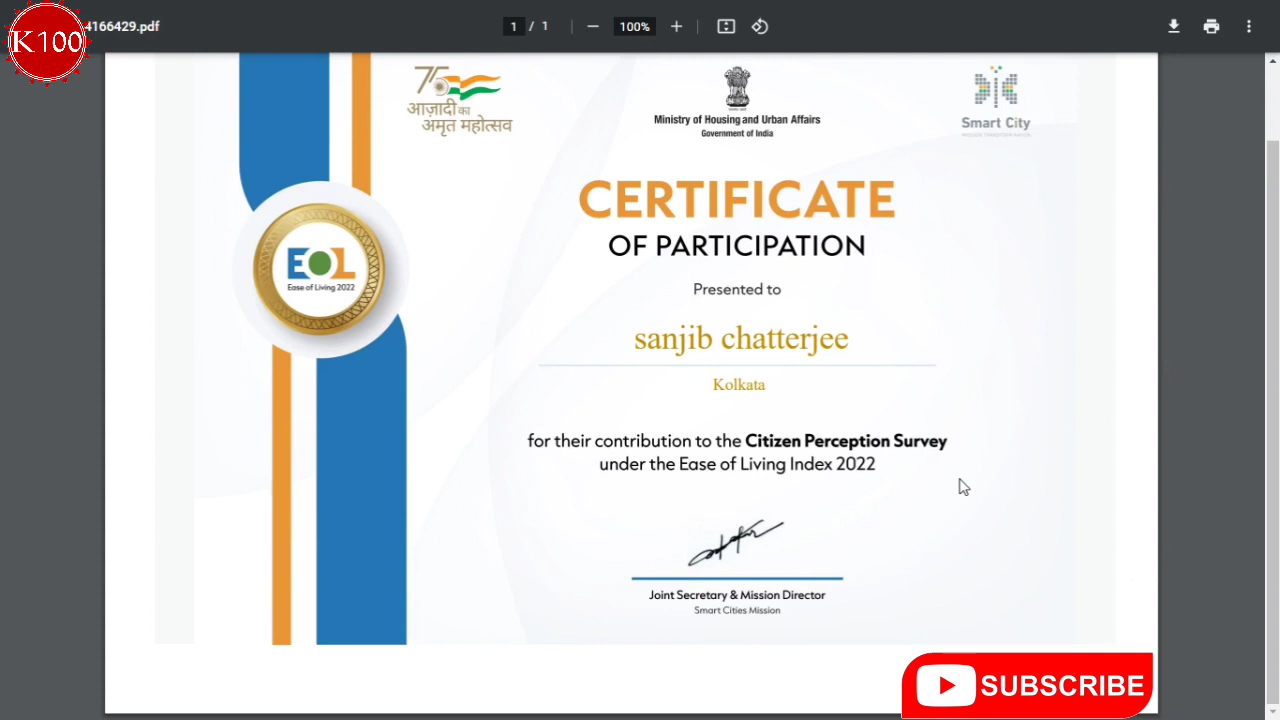 K100
4166429.pdf
1 / 1
100%
75
आज़ादी का
अमृत महोत्सव
Ministry of Housing and Urban Affairs
Government of India
Smart City
CERTIFICATE
OF PARTICIPATION
Presented to
EOL
Ease of Living 2022
sanjib chatterjee
Kolkata
for their contribution to the Citizen Perception Survey
under the Ease of Living Index 2022
Joint Secretary & Mission Director
Smart Cities Mission
SUBSCRIBE